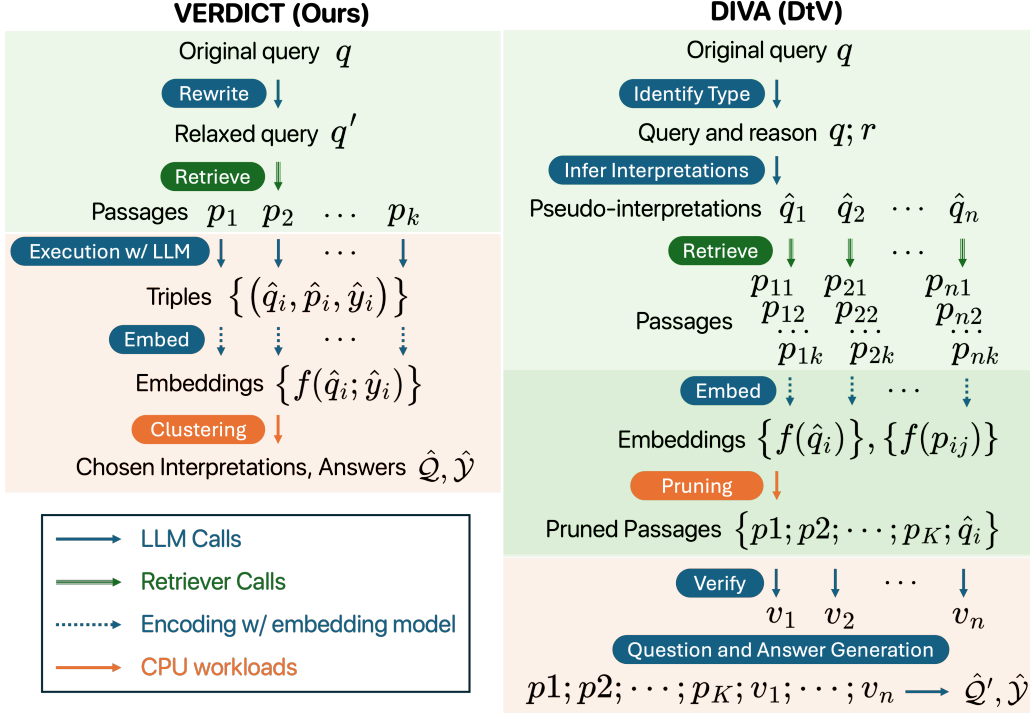 VERDICT (Ours)
Original query q
Rewrite
Relaxed query q′
Retrieve
Passages p₁ p₂ ⋯ pₖ
Execution w/ LLM ⋯
Triples {(q̂ᵢ, p̂ᵢ, ŷᵢ)}
Embed ⋯
Embeddings {f(q̂ᵢ; ŷᵢ)}
Clustering
Chosen Interpretations, Answers 𝒬̂, 𝒴̂
LLM Calls
Retriever Calls
Encoding w/ embedding model
CPU workloads
DIVA (DtV)
Original query q
Identify Type
Query and reason q; r
Infer Interpretations
Pseudo-interpretations q̂₁ q̂₂ ⋯ q̂ₙ
Retrieve ⋯
p₁₁ p₂₁ pₙ₁
Passages p₁₂ p₂₂ pₙ₂
⋯ ⋯ ⋯
p₁ₖ p₂ₖ pₙₖ
Embed ⋯
Embeddings {f(q̂ᵢ)}, {f(pᵢⱼ)}
Pruning
Pruned Passages {p1; p2; ⋯; p_K; q̂ᵢ}
Verify ⋯
v₁ v₂ vₙ
Question and Answer Generation
p1; p2; ⋯; p_K; v₁; ⋯; vₙ → 𝒬̂′, 𝒴̂